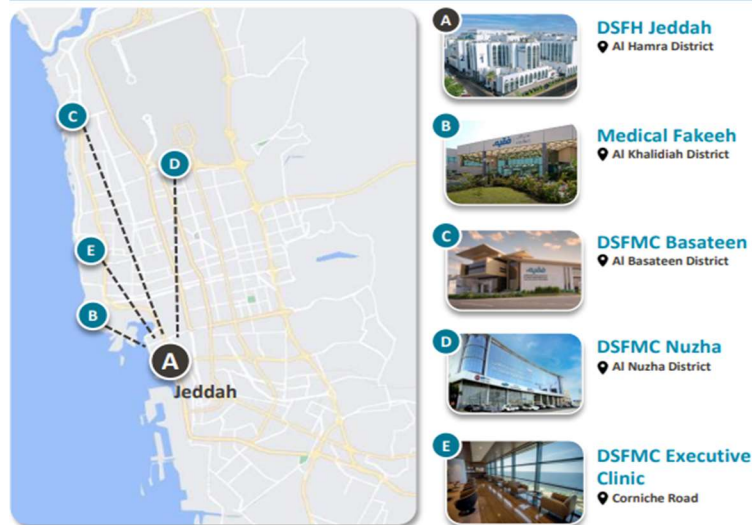 C
D
E
B
A
Jeddah
A
DSFH Jeddah
Al Hamra District
B
Medical Fakeeh
Al Khalidiah District
C
DSFMC Basateen
Al Basateen District
D
DSFMC Nuzha
Al Nuzha District
E
DSFMC Executive
Clinic
Corniche Road